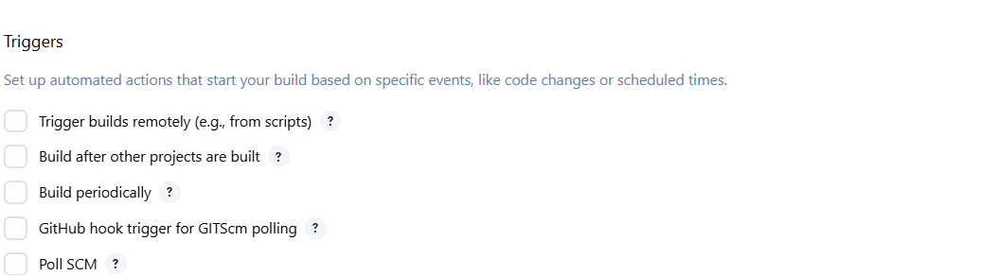 Triggers
Set up automated actions that start your build based on specific events, like code changes or scheduled times.
Trigger builds remotely (e.g., from scripts) ?
Build after other projects are built ?
Build periodically ?
GitHub hook trigger for GITScm polling ?
Poll SCM ?